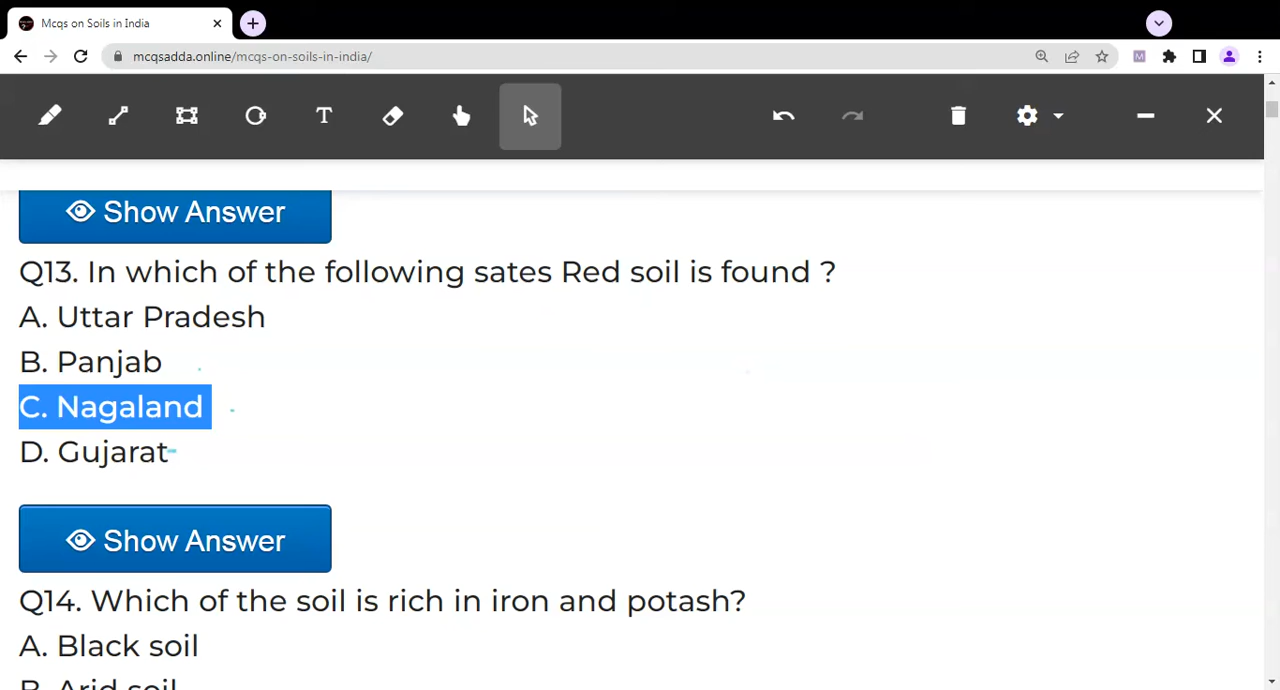 Mcqs on Soils in India
mcqsadda.online/mcqs-on-soils-in-india/
T
Show Answer
Q13. In which of the following sates Red soil is found ?
A. Uttar Pradesh
B. Panjab
C. Nagaland
D. Gujarat
Show Answer
Q14. Which of the soil is rich in iron and potash?
A. Black soil
B. Arid soil